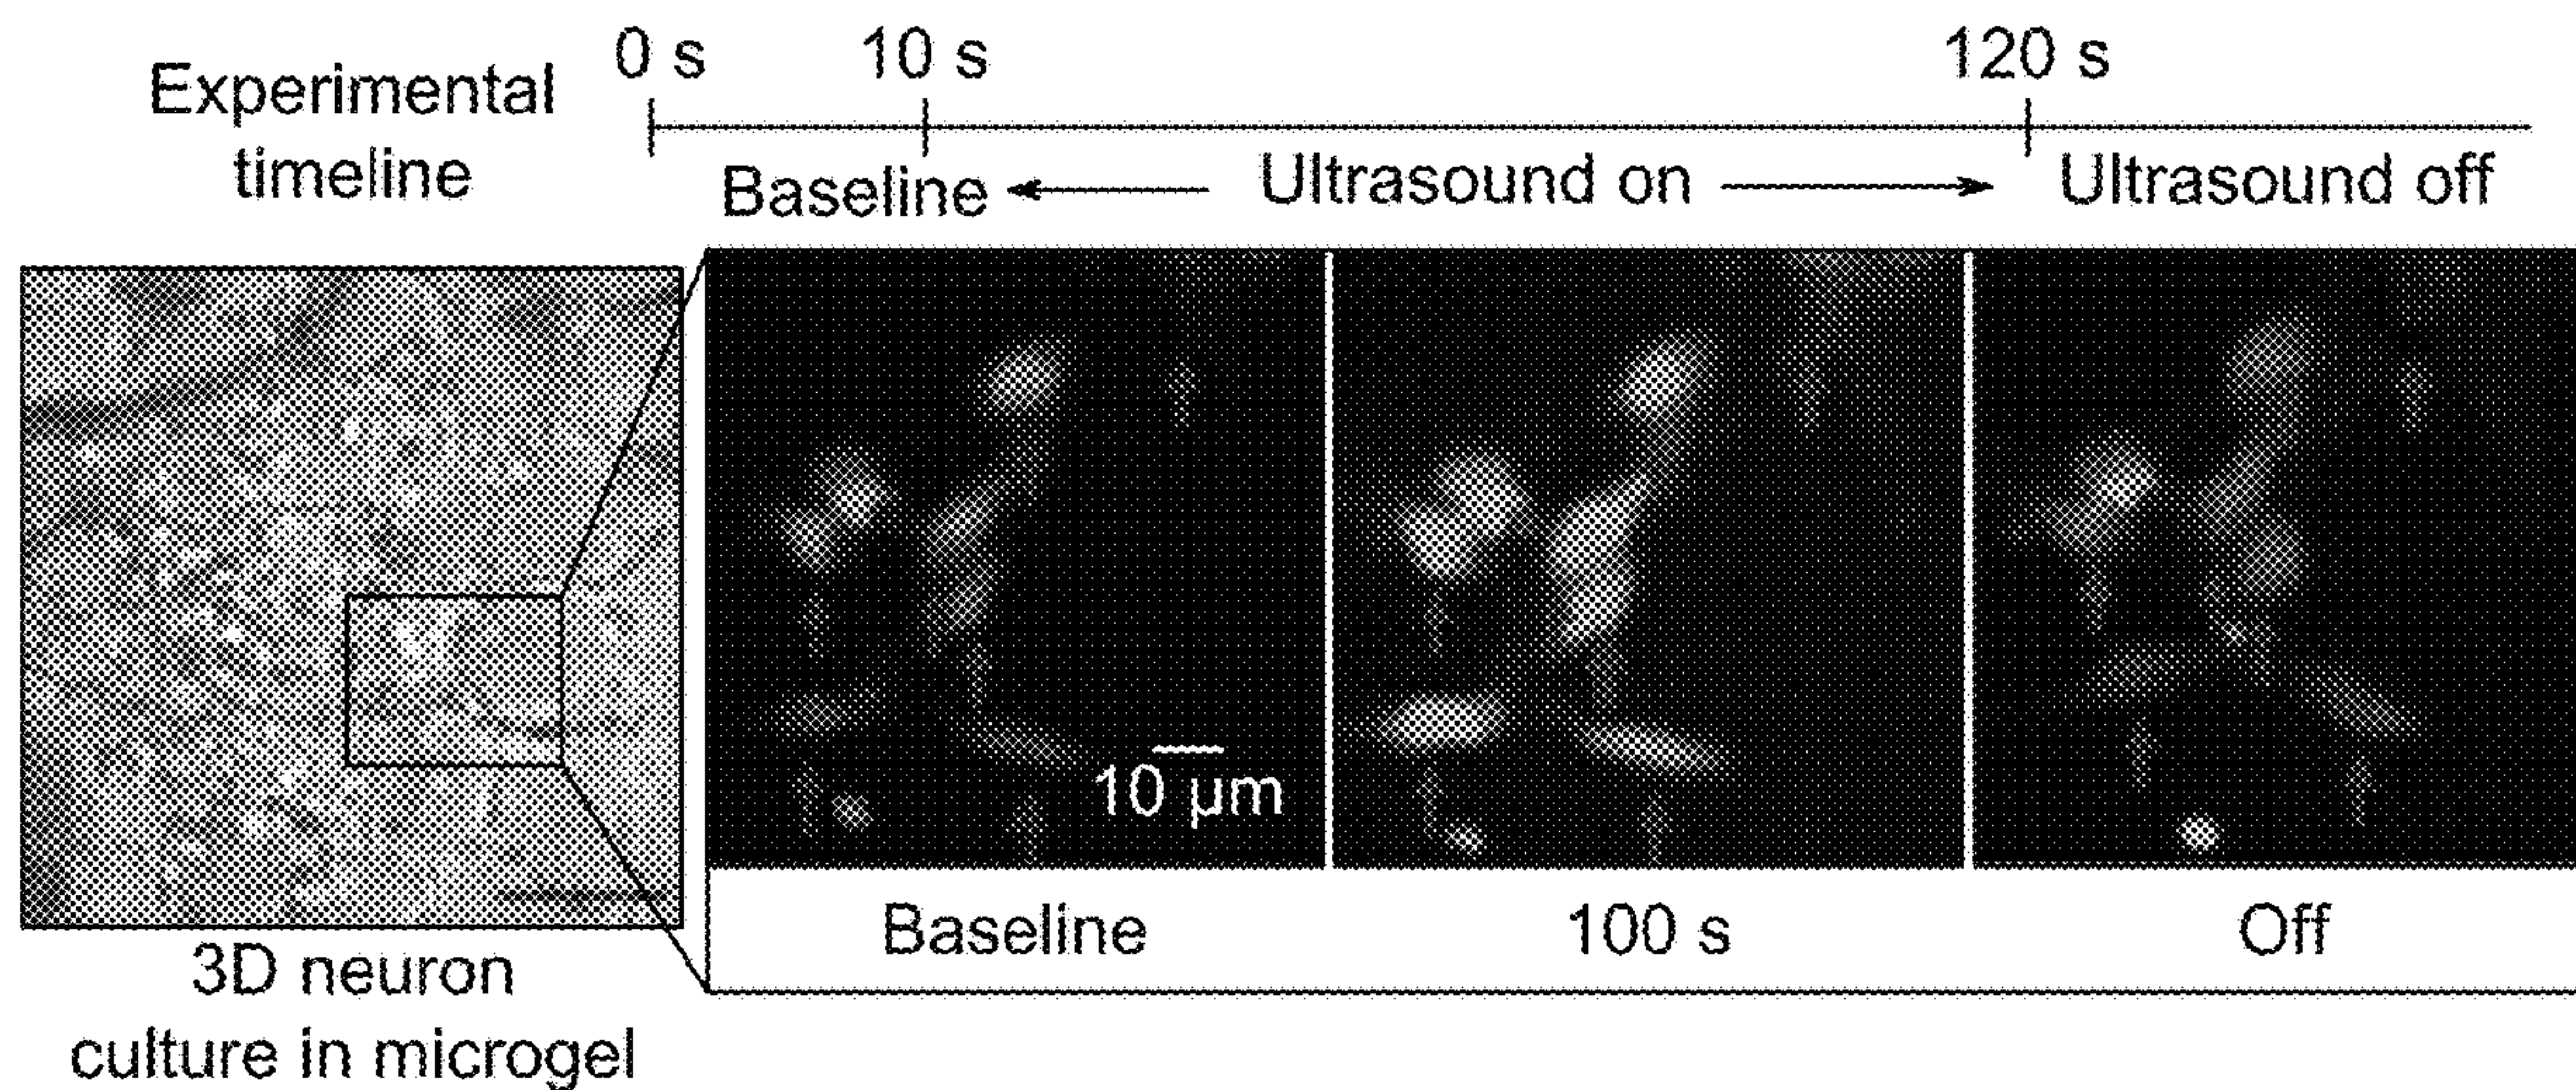 Experimental
timeline
0 s
10 s
120 s
Baseline
Ultrasound on
Ultrasound off
10 µm
Baseline
100 s
Off
3D neuron
culture in microgel